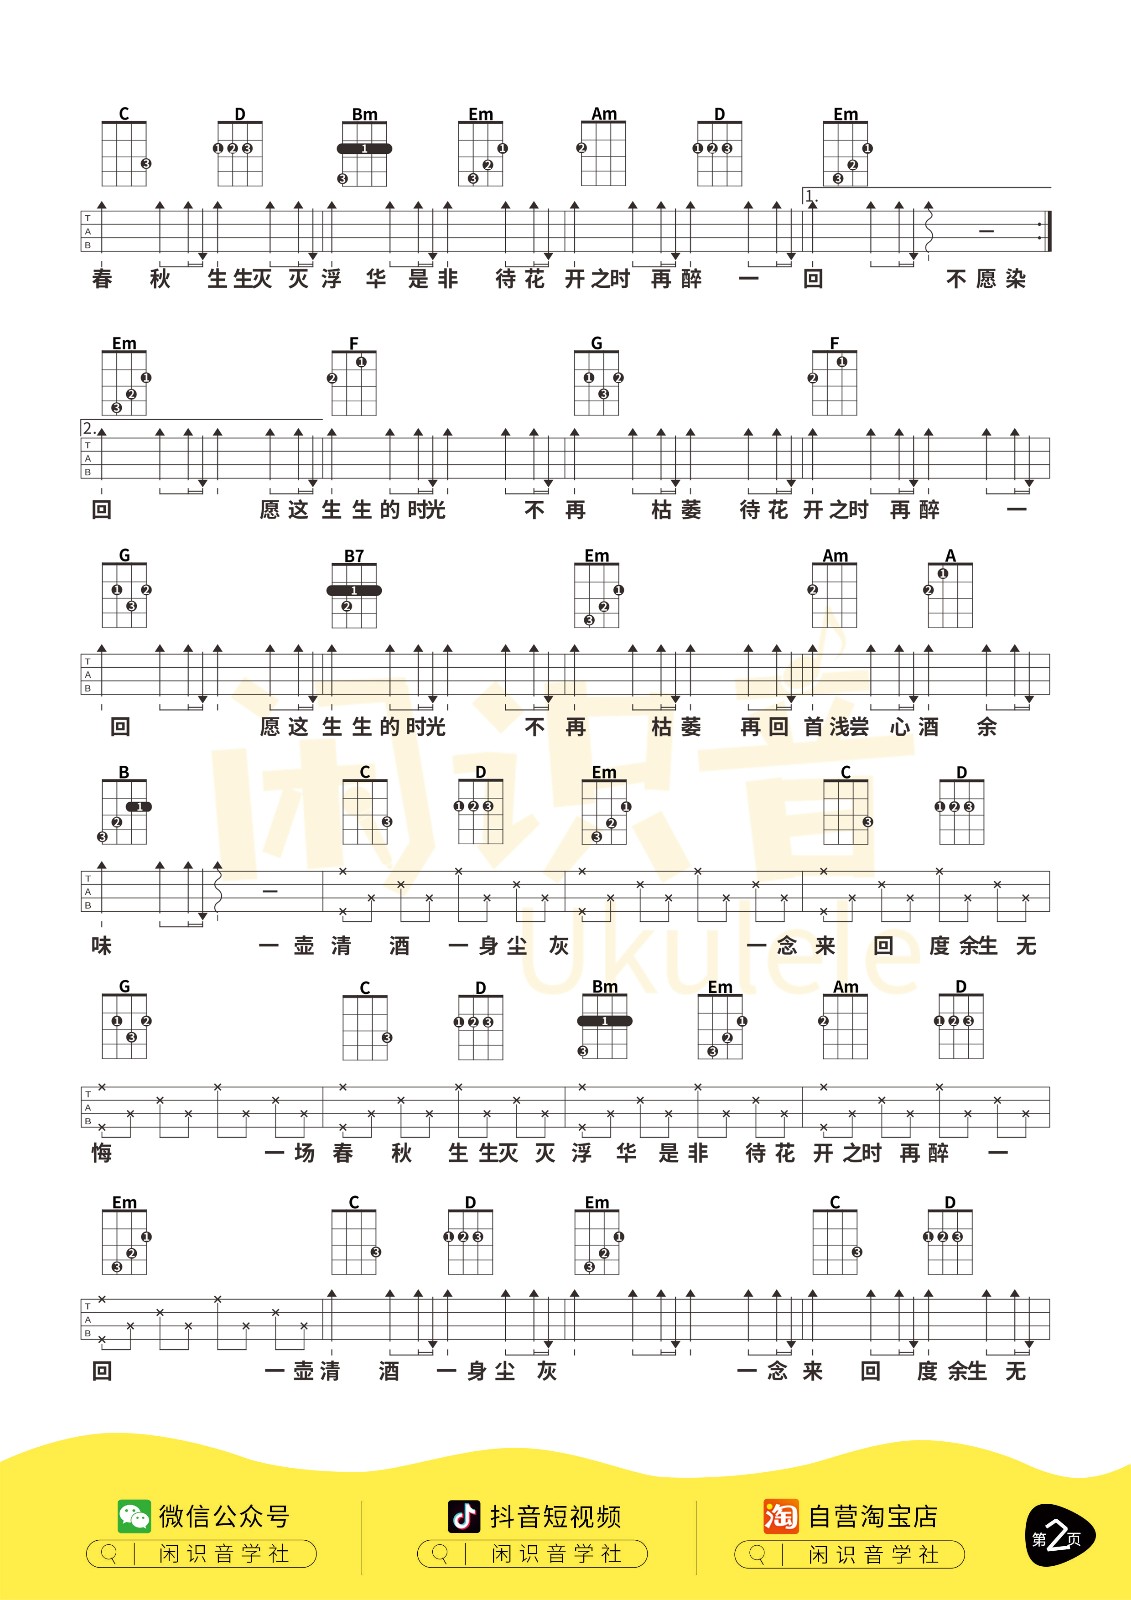 C D Bm Em Am D Em
1.
T A B
春 秋 生 生灭 灭 浮 华 是 非 待 花 开 之时 再 醉 一 回 不 愿 染
Em F G F
2.
T A B
回 愿 这 生 生 的 时光 不 再 枯 萎 待 花 开 之时 再 醉 一
G B7 Em Am A
T A B
回 愿 这 生 生 的 时光 不 再 枯 萎 再 回 首 浅尝 心 酒 余
B C D Em C D
T A B
味 一 壶 清 酒 一 身 尘 灰 一 念 来 回 度 余生 无
G C D Bm Em Am D
T A B
悔 一 场 春 秋 生 生灭 灭 浮 华 是 非 待 花 开 之时 再 醉 一
Em C D Em C D
T A B
回 一 壶 清 酒 一 身 尘 灰 一 念 来 回 度 余生 无
闲识音
Ukulele
微信公众号 抖音短视频 自营淘宝店
闲识音学社 闲识音学社 闲识音学社
淘
第2页